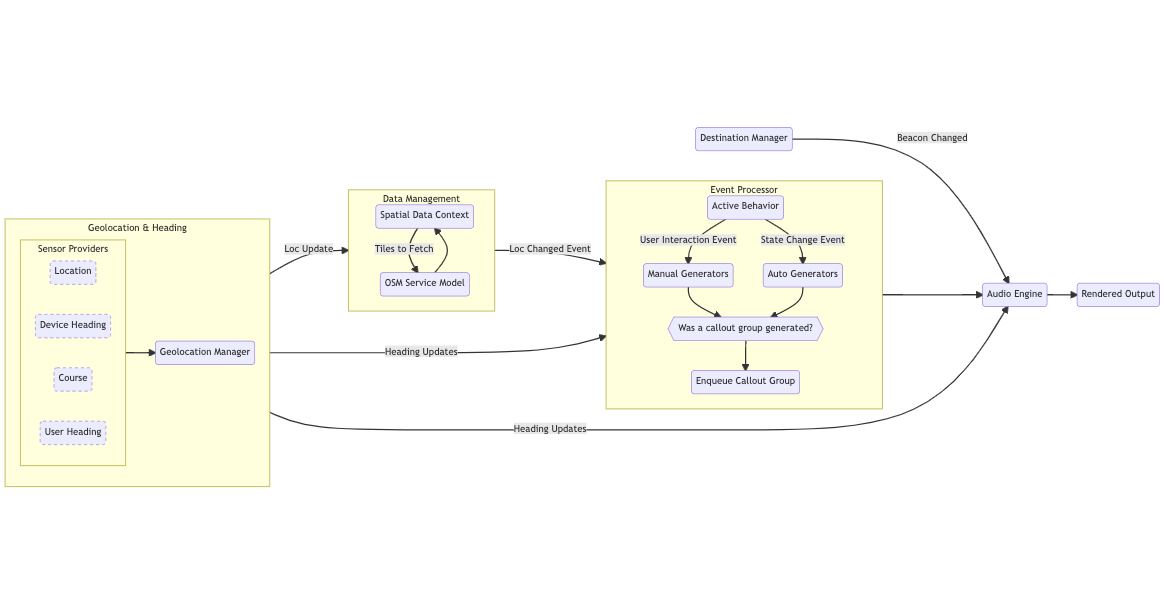 Geolocation & Heading
Sensor Providers
Location
Device Heading
Course
User Heading
Geolocation Manager
Loc Update
Heading Updates
Heading Updates
Data Management
Spatial Data Context
Tiles to Fetch
OSM Service Model
Loc Changed Event
Event Processor
Active Behavior
User Interaction Event
State Change Event
Manual Generators
Auto Generators
Was a callout group generated?
Enqueue Callout Group
Destination Manager
Beacon Changed
Audio Engine
Rendered Output